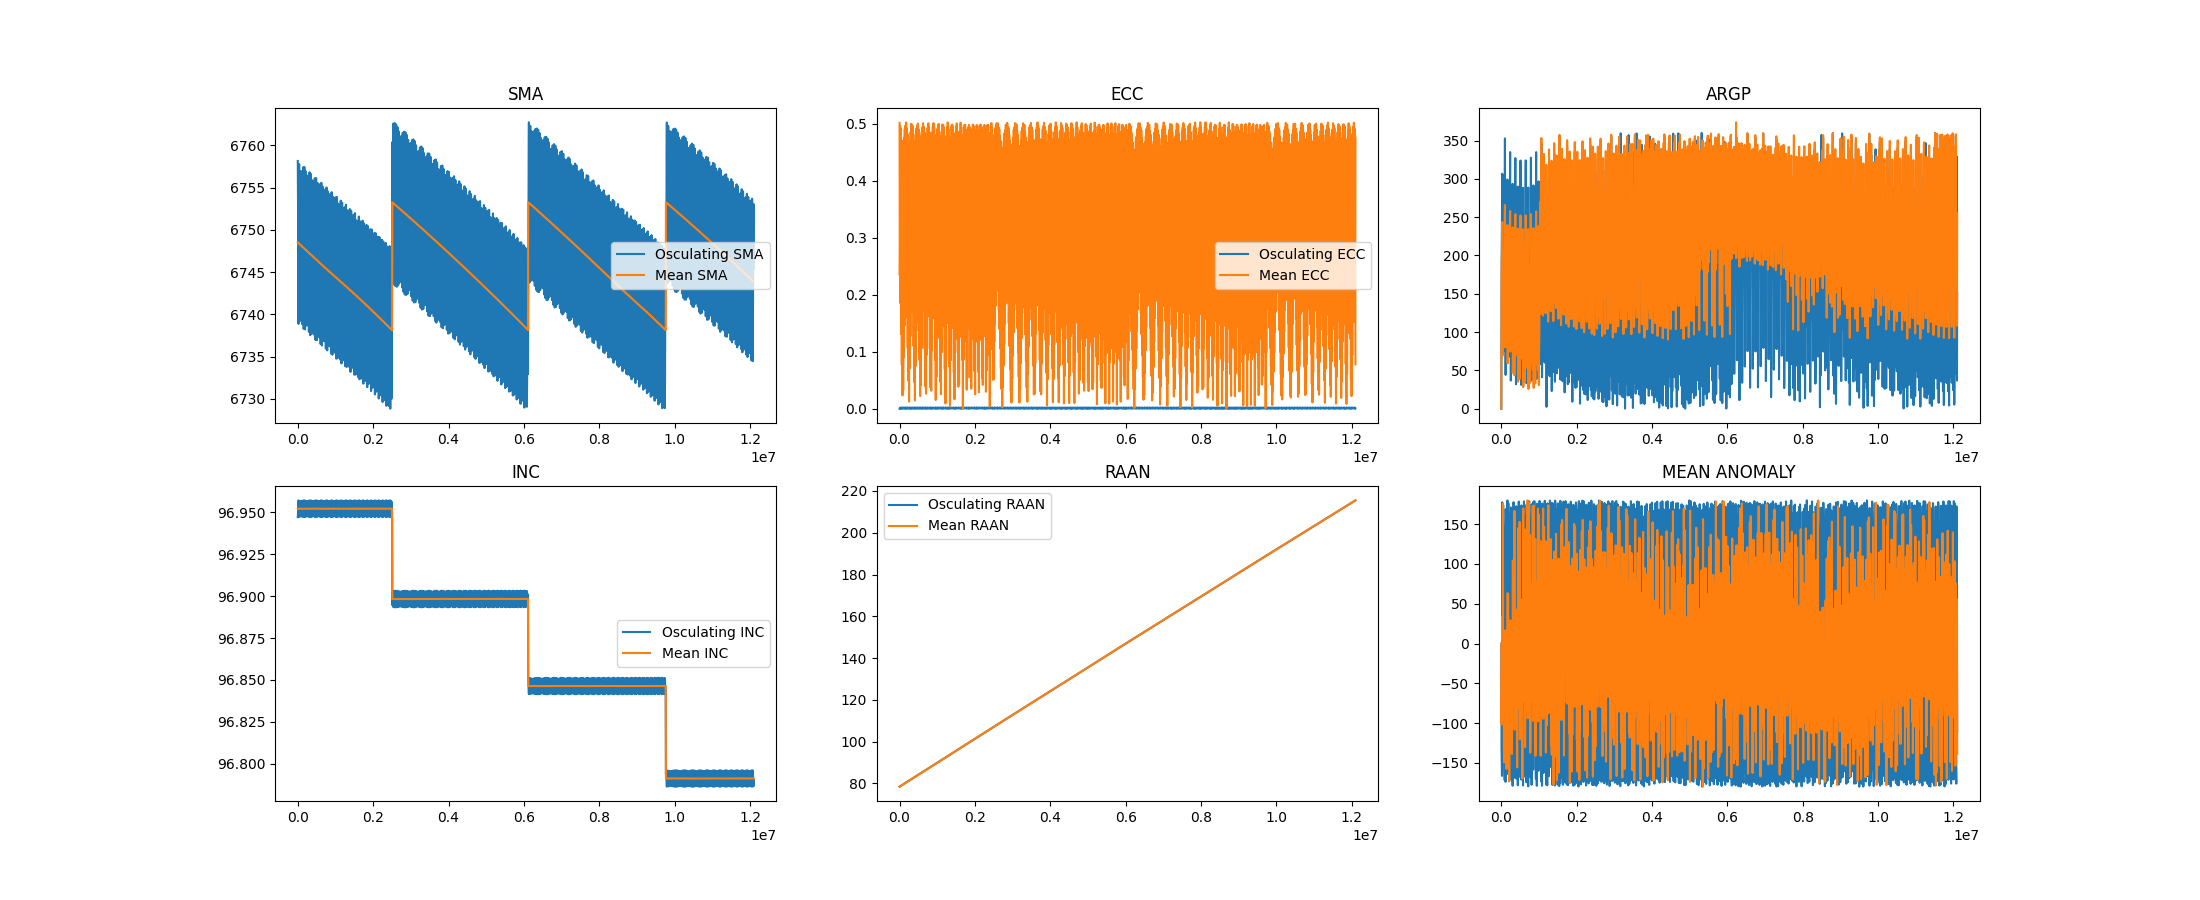 SMA
6760
6755
6750
6745
6740
6735
6730
0.0 0.2 0.4 0.6 0.8 1.0 1.2
1e7
Osculating SMA
Mean SMA
ECC
0.5
0.4
0.3
0.2
0.1
0.0
0.0 0.2 0.4 0.6 0.8 1.0 1.2
1e7
Osculating ECC
Mean ECC
ARGP
350
300
250
200
150
100
50
0
0.0 0.2 0.4 0.6 0.8 1.0 1.2
1e7
INC
96.950
96.925
96.900
96.875
96.850
96.825
96.800
0.0 0.2 0.4 0.6 0.8 1.0 1.2
1e7
Osculating INC
Mean INC
RAAN
220
200
180
160
140
120
100
80
0.0 0.2 0.4 0.6 0.8 1.0 1.2
1e7
Osculating RAAN
Mean RAAN
MEAN ANOMALY
150
100
50
0
−50
−100
−150
0.0 0.2 0.4 0.6 0.8 1.0 1.2
1e7